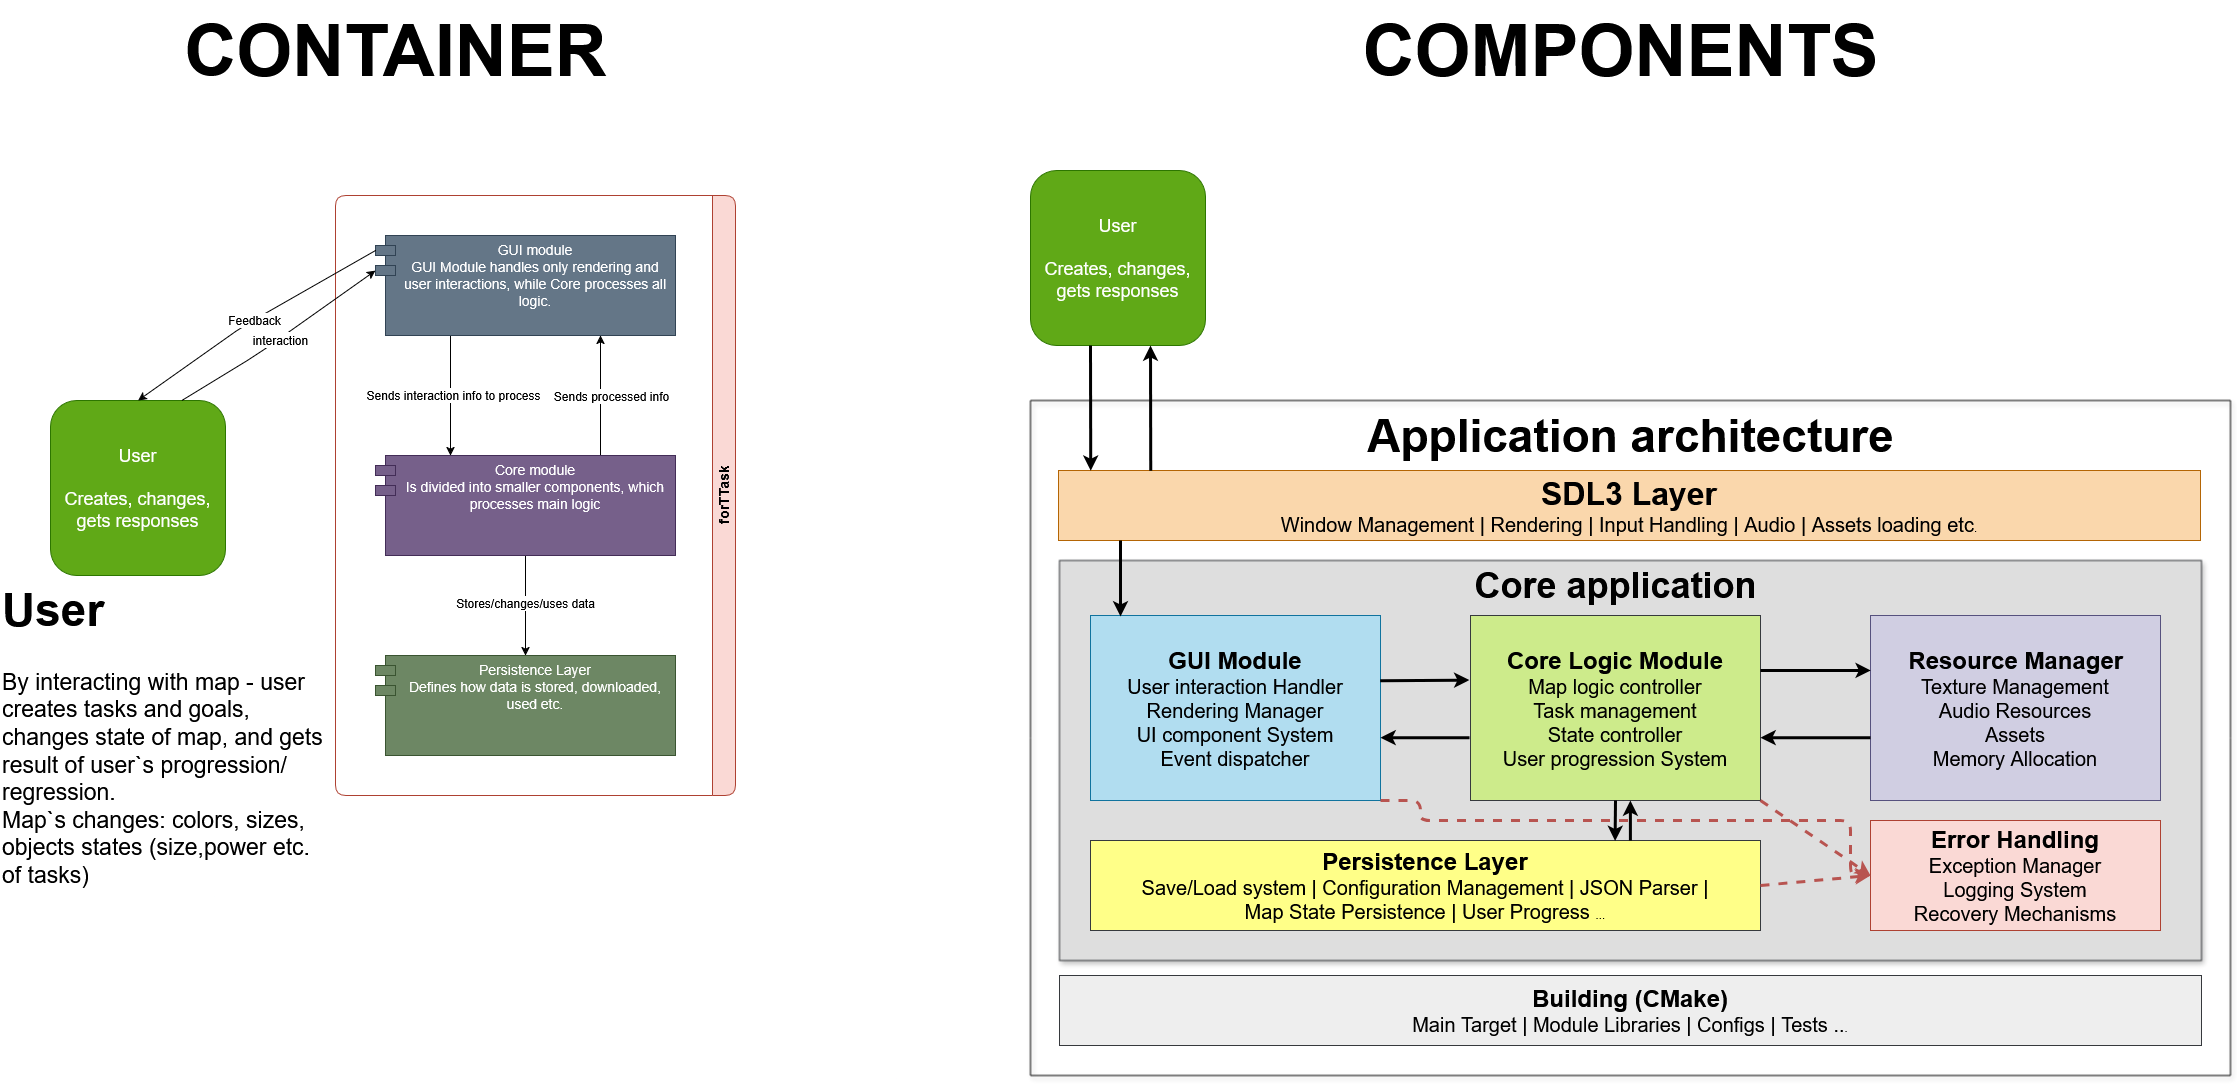 CONTAINER
GUI module
GUI Module handles only rendering and
user interactions, while Core processes all
logic.
Feedback
interaction
Sends interaction info to process
Sends processed info
User
Creates, changes,
gets responses
Core module
Is divided into smaller components, which
processes main logic
forTTask
Stores/changes/uses data
Persistence Layer
Defines how data is stored, downloaded,
used etc.
User
By interacting with map - user
creates tasks and goals,
changes state of map, and gets
result of user`s progression/
regression.
Map`s changes: colors, sizes,
objects states (size,power etc.
of tasks)
COMPONENTS
User
Creates, changes,
gets responses
Application architecture
SDL3 Layer
Window Management | Rendering | Input Handling | Audio | Assets loading etc.
Core application
GUI Module
User interaction Handler
Rendering Manager
UI component System
Event dispatcher
Core Logic Module
Map logic controller
Task management
State controller
User progression System
Resource Manager
Texture Management
Audio Resources
Assets
Memory Allocation
Persistence Layer
Save/Load system | Configuration Management | JSON Parser |
Map State Persistence | User Progress ...
Error Handling
Exception Manager
Logging System
Recovery Mechanisms
Building (CMake)
Main Target | Module Libraries | Configs | Tests ...